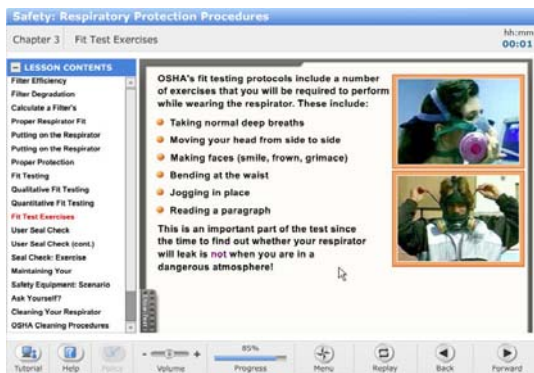 Safety: Respiratory Protection Procedures
Chapter 3 Fit Test Exercises
hh:mm
00:01
LESSON CONTENTS
Filter Efficiency
Filter Degradation
Calculate a Filter's
Proper Respirator Fit
Putting on the Respirator
Putting on the Respirator
Proper Protection
Fit Testing
Qualitative Fit Testing
Quantitative Fit Testing
Fit Test Exercises
User Seal Check
User Seal Check (cont.)
Seal Check: Exercise
Maintaining Your
Safety Equipment: Scenario
Ask Yourself?
Cleaning Your Respirator
OSHA Cleaning Procedures
OSHA's fit testing protocols include a number
of exercises that you will be required to perform
while wearing the respirator. These include:
Taking normal deep breaths
Moving your head from side to side
Making faces (smile, frown, grimace)
Bending at the waist
Jogging in place
Reading a paragraph
This is an important part of the test since
the time to find out whether your respirator
will leak is not when you are in a
dangerous atmosphere!
85%
Tutorial Help Policy - + Volume Progress Menu Replay Back Forward